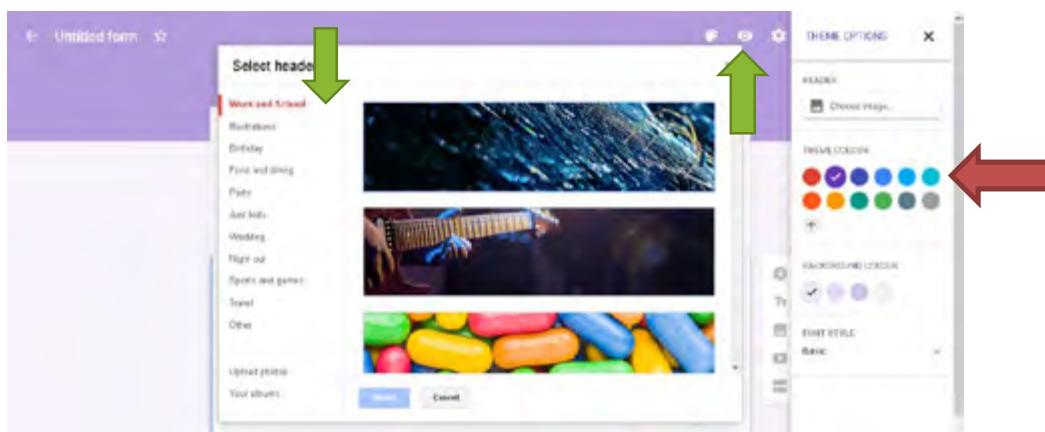 Untitled form
Select header
Work and School
Illustrations
Birthday
Food and dining
Party
Just kids
Wedding
Night out
Sports and games
Travel
Other
Upload photos
Your albums
Select
Cancel
THEME OPTIONS
HEADER
Choose image...
THEME COLOUR
BACKGROUND COLOUR
FONT STYLE
Basic
Tt